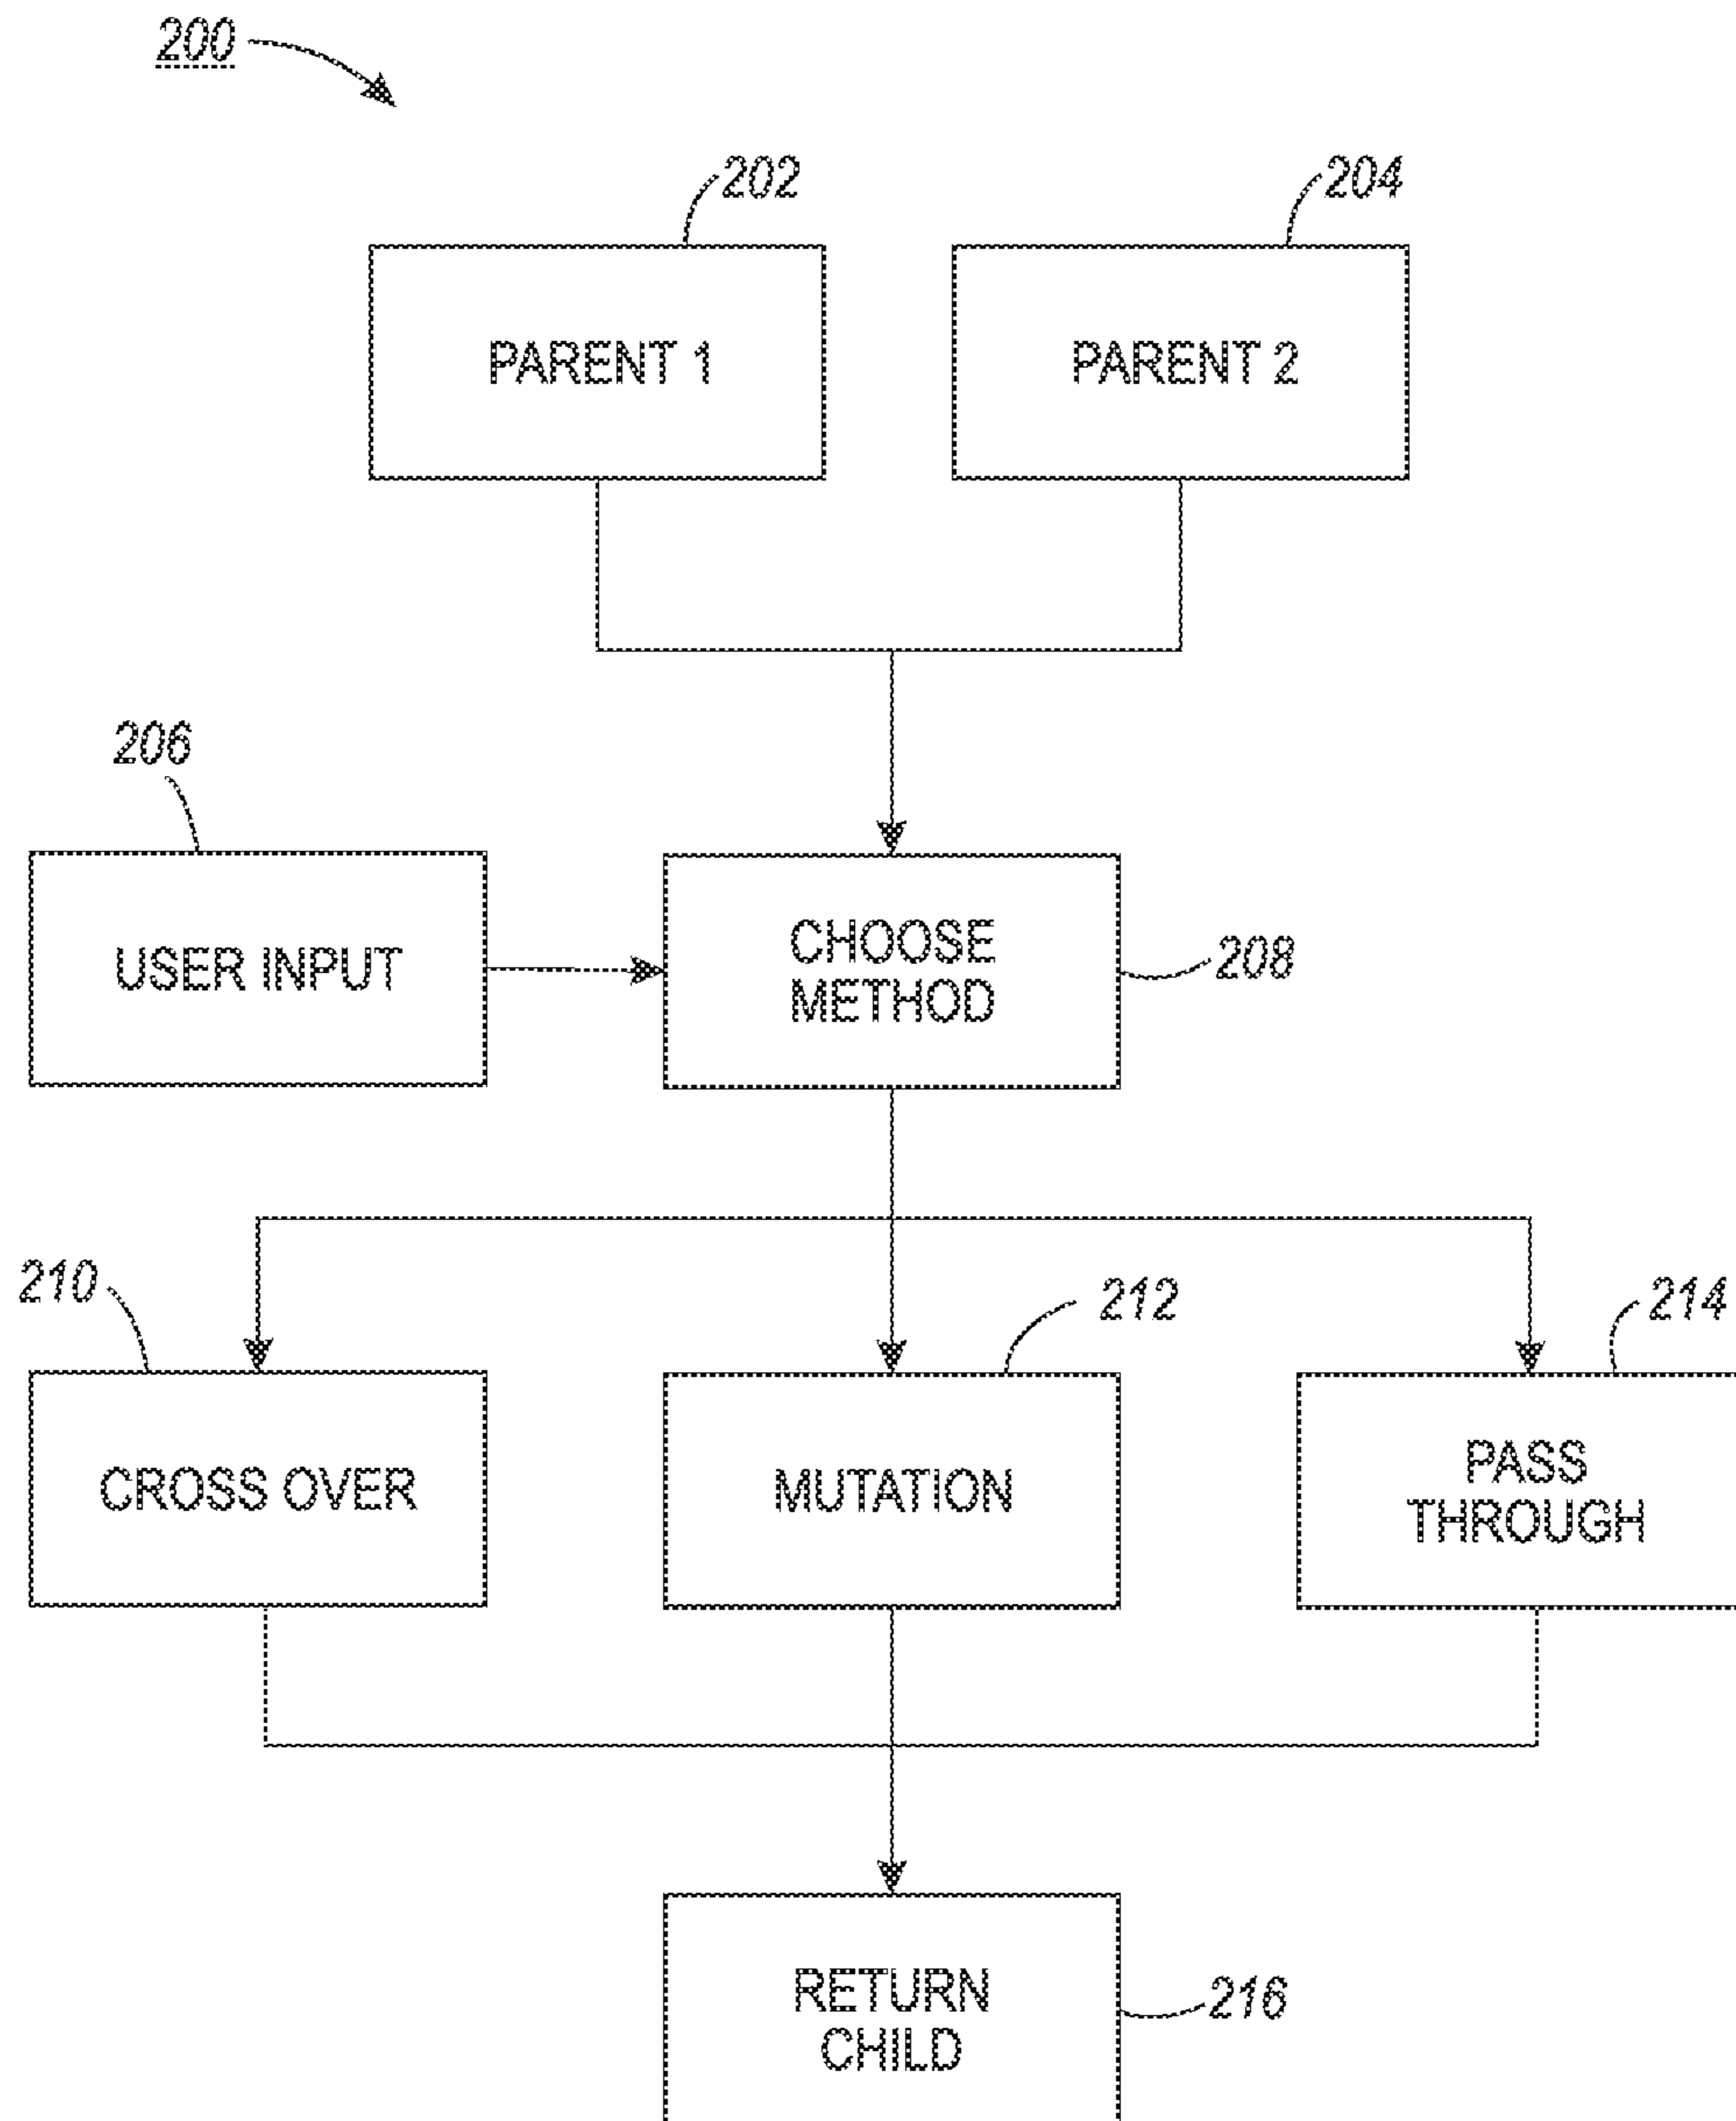 200
202
204
PARENT 1
PARENT 2
206
USER INPUT
CHOOSE
METHOD
208
210
212
214
CROSS OVER
MUTATION
PASS
THROUGH
RETURN
CHILD
216